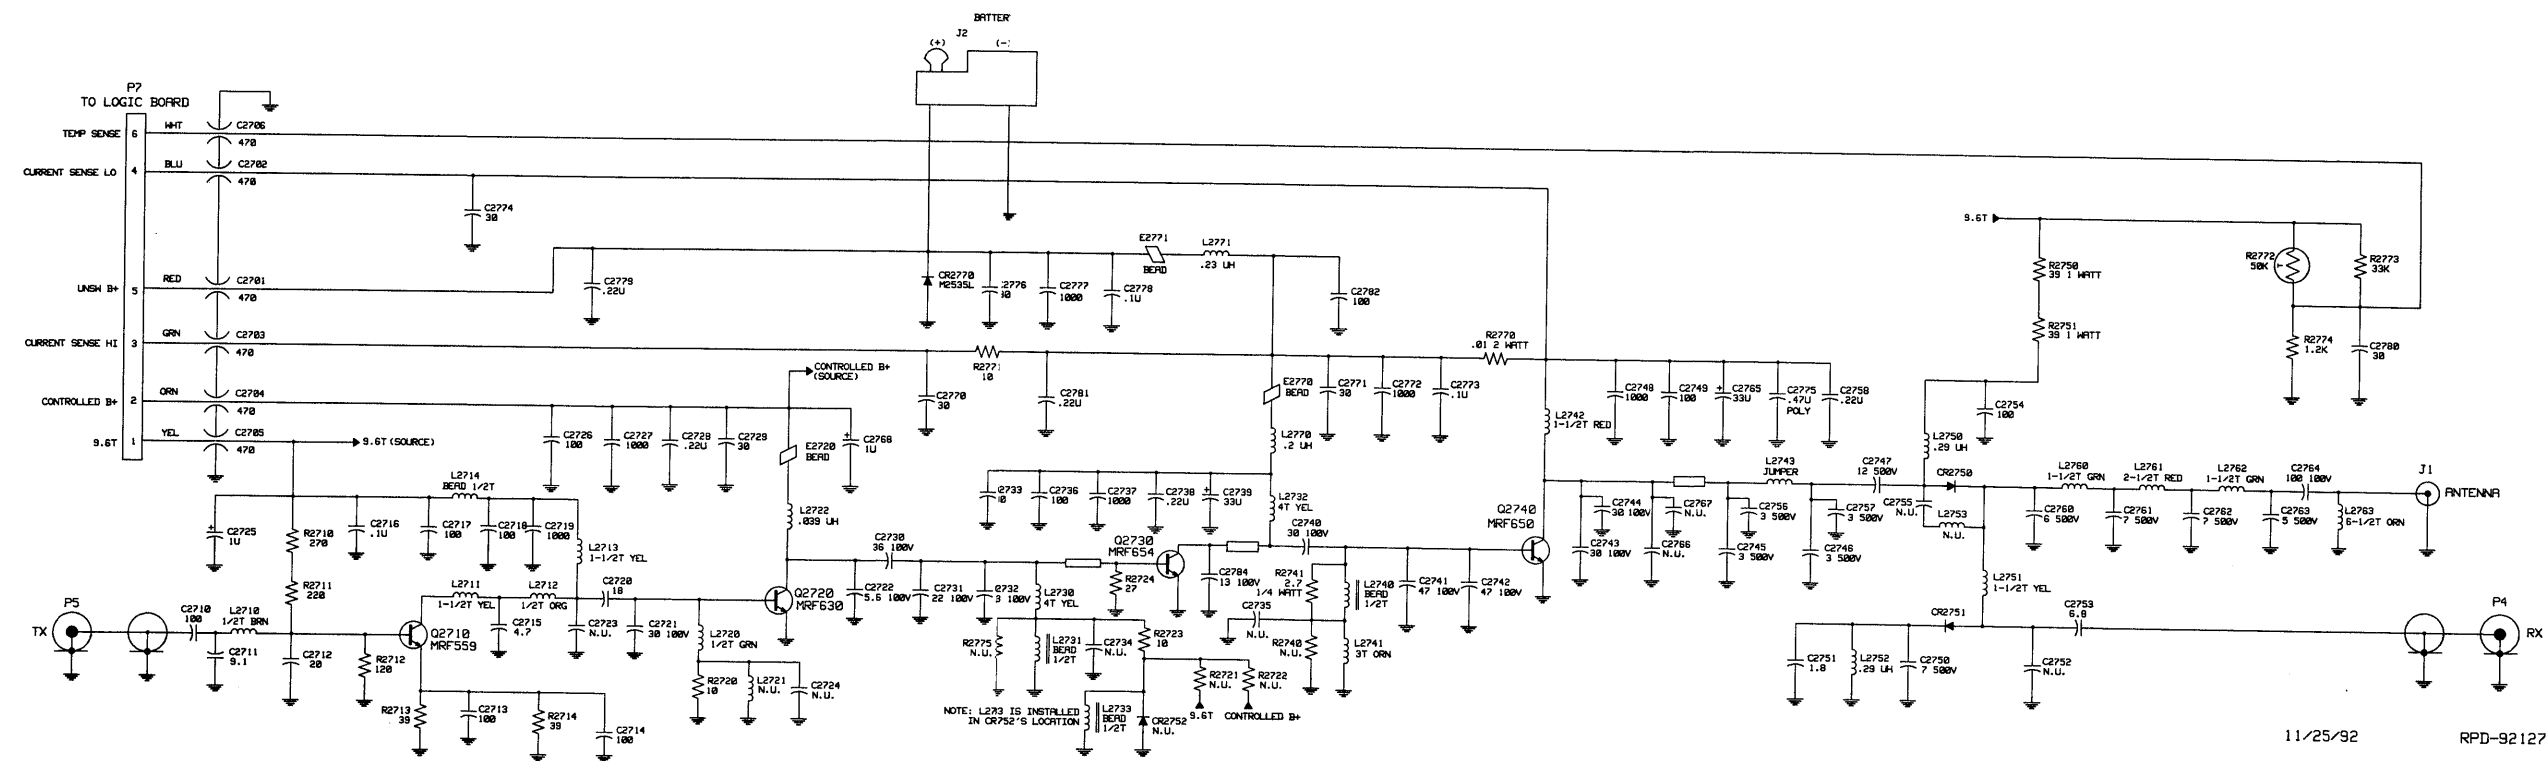 BATTER
J2
(+)
(-)
P7
TO LOGIC BOARD
TEMP SENSE
6
WHT
C2706
470
CURRENT SENSE LO
4
BLU
C2702
470
C2774
30
UNSW B+
5
RED
C2701
470
C2779
.22U
CR2770
M2535L
C2777
1000
C2778
.1U
E2771
BEAD
L2771
.23 UH
C2782
100
CURRENT SENSE HI
3
GRN
C2703
470
R2771
10
C2770
30
C2781
.22U
E2770
BEAD
C2771
30
C2772
1000
C2773
.1U
R2770
.01 2 WATT
CONTROLLED B+
2
ORN
C2704
470
CONTROLLED B+
(SOURCE)
C2726
100
C2727
1000
C2728
.22U
C2729
30
E2720
BEAD
C2768
1U
9.6T
1
YEL
C2705
470
9.6T (SOURCE)
L2714
BEAD 1/2T
C2725
1U
R2710
270
C2716
.1U
C2717
100
C2718
100
C2719
1000
R2711
220
L2713
1-1/2T YEL
L2722
.039 UH
P5
TX
C2710
100
L2710
1/2T BRN
C2711
9.1
C2712
20
R2712
120
Q2710
MRF559
L2711
1-1/2T YEL
L2712
1/2T ORG
C2715
4.7
C2720
18
C2723
N.U.
C2721
30 100V
L2720
1/2T GRN
R2713
39
C2713
100
R2714
39
C2714
100
R2720
10
L2721
N.U.
C2724
N.U.
Q2720
MRF630
C2730
36 100V
C2722
5.6 100V
C2731
22 100V
3 100V
L2730
4T YEL
R2724
27
Q2730
MRF654
C2736
100
C2737
1000
C2738
.22U
C2739
33U
L2770
.2 UH
L2732
4T YEL
C2740
30 100V
C2784
13 100V
R2775
N.U.
L2731
BEAD
1/2T
C2734
N.U.
R2723
10
R2721
N.U.
R2722
N.U.
9.6T
CONTROLLED B+
NOTE: L2733 IS INSTALLED
IN CR752'S LOCATION
L2733
BEAD
1/2T
CR2752
N.U.
R2741
2.7
1/4 WATT
C2735
N.U.
R2740
N.U.
L2740
BEAD
1/2T
L2741
3T ORN
C2741
47 100V
C2742
47 100V
Q2740
MRF650
L2742
1-1/2T RED
C2748
1000
C2749
100
C2765
33U
C2775
.47U
POLY
C2758
.22U
C2743
30 100V
C2744
30 100V
C2766
N.U.
C2767
N.U.
L2743
JUMPER
C2745
3 500V
C2756
3 500V
C2746
3 500V
C2757
3 500V
C2747
12 500V
9.6T
R2750
39 1 WATT
R2751
39 1 WATT
C2754
100
L2750
.29 UH
CR2750
C2755
N.U.
L2753
N.U.
R2772
50K
R2773
33K
R2774
1.2K
C2780
30
L2760
1-1/2T GRN
L2761
2-1/2T RED
L2762
1-1/2T GRN
C2764
100 100V
C2760
6 500V
C2761
7 500V
C2762
7 500V
C2763
5 500V
L2763
6-1/2T ORN
J1
ANTENNA
L2751
1-1/2T YEL
CR2751
C2753
6.8
C2751
1.8
L2752
.29 UH
C2750
7 500V
C2752
N.U.
P4
RX
11/25/92
RPD-92127